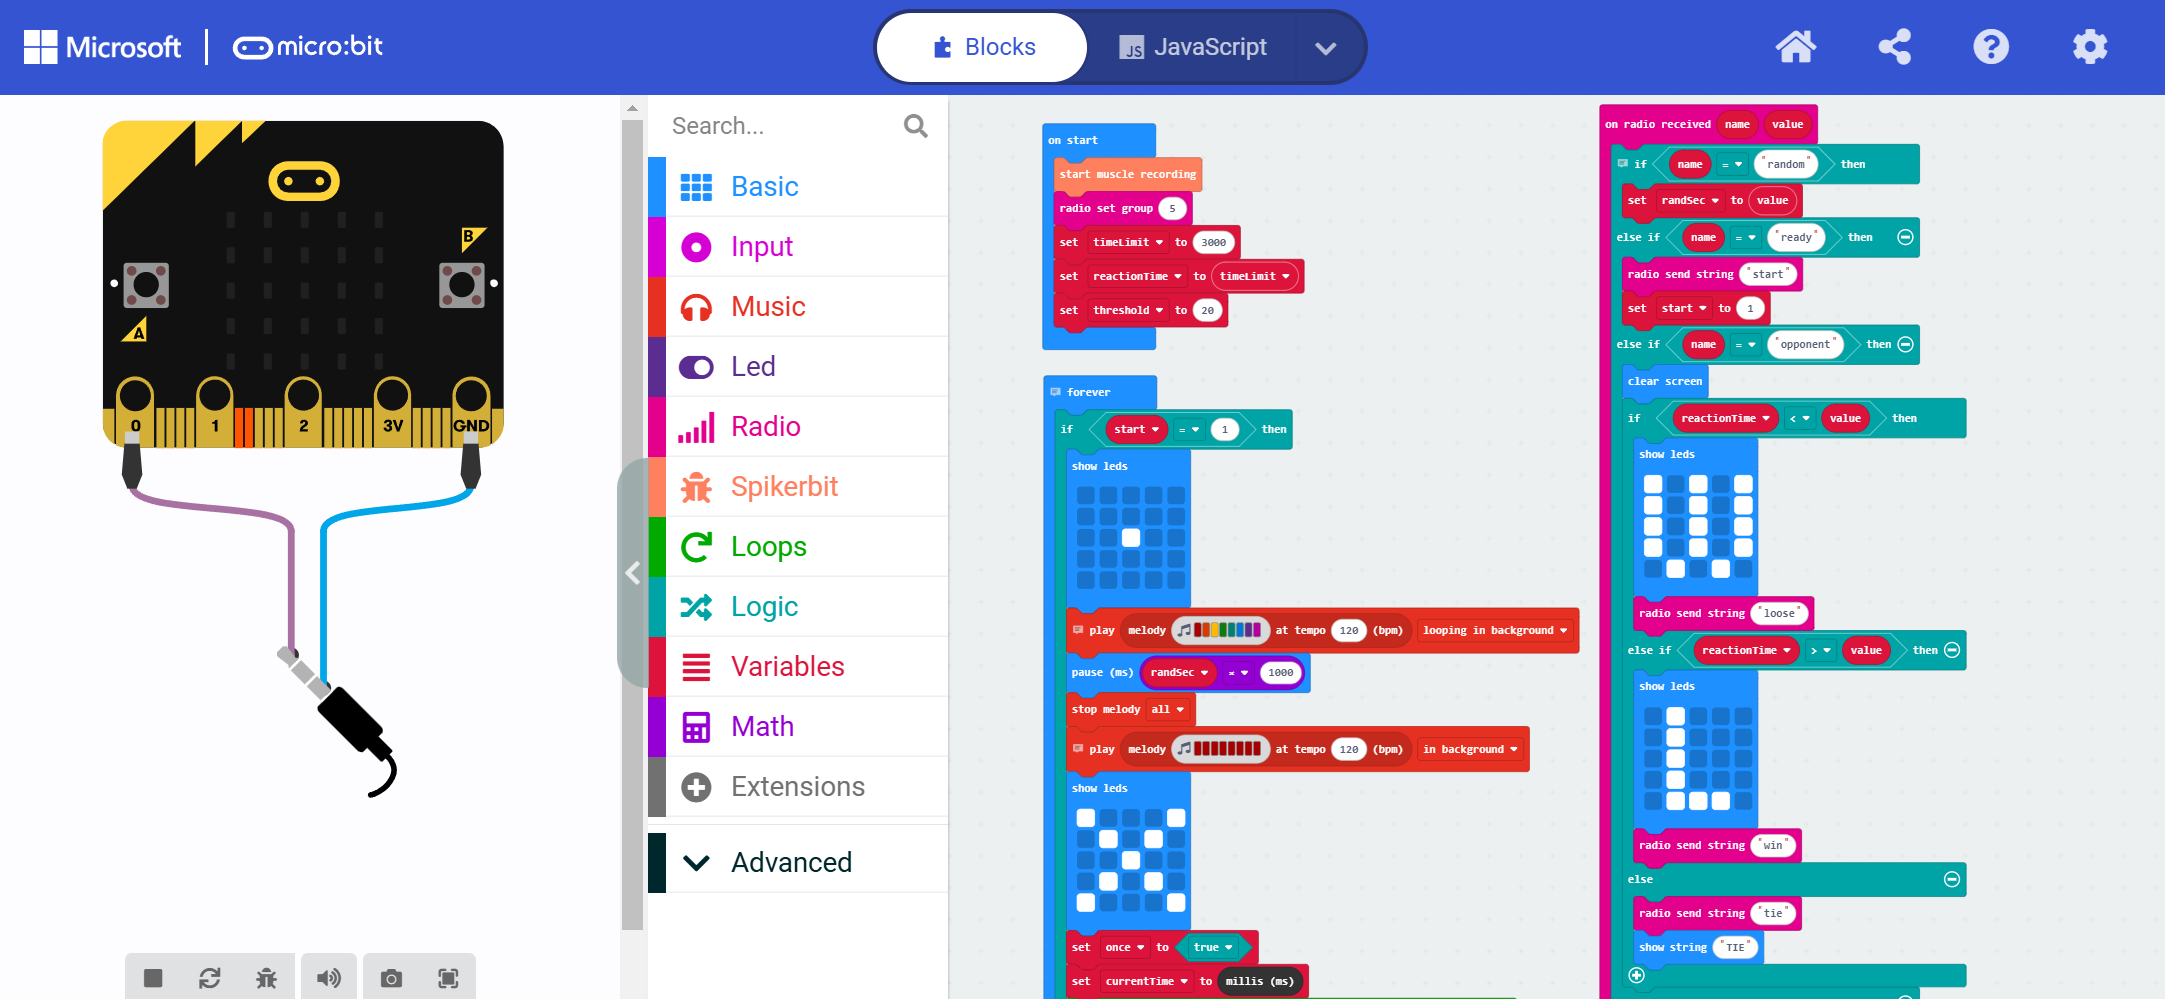 Microsoft micro:bit
Blocks
JavaScript
Search...
Basic
Input
Music
Led
Radio
Spikerbit
Loops
Logic
Variables
Math
Extensions
Advanced
B
A
0 1 2 3V GND
on start
start muscle recording
radio set group 5
set timeLimit to 3000
set reactionTime to timeLimit
set threshold to 20
forever
if start = 1 then
show leds
play melody at tempo 120 (bpm) looping in background
pause (ms) randSec × 1000
stop melody all
play melody at tempo 120 (bpm) in background
show leds
set once to true
set currentTime to millis (ms)
on radio received name value
if name = "random" then
set randSec to value
else if name = "ready" then
radio send string "start"
set start to 1
else if name = "opponent" then
clear screen
if reactionTime < value then
show leds
radio send string "loose"
else if reactionTime > value then
show leds
radio send string "win"
else
radio send string "tie"
show string "TIE"